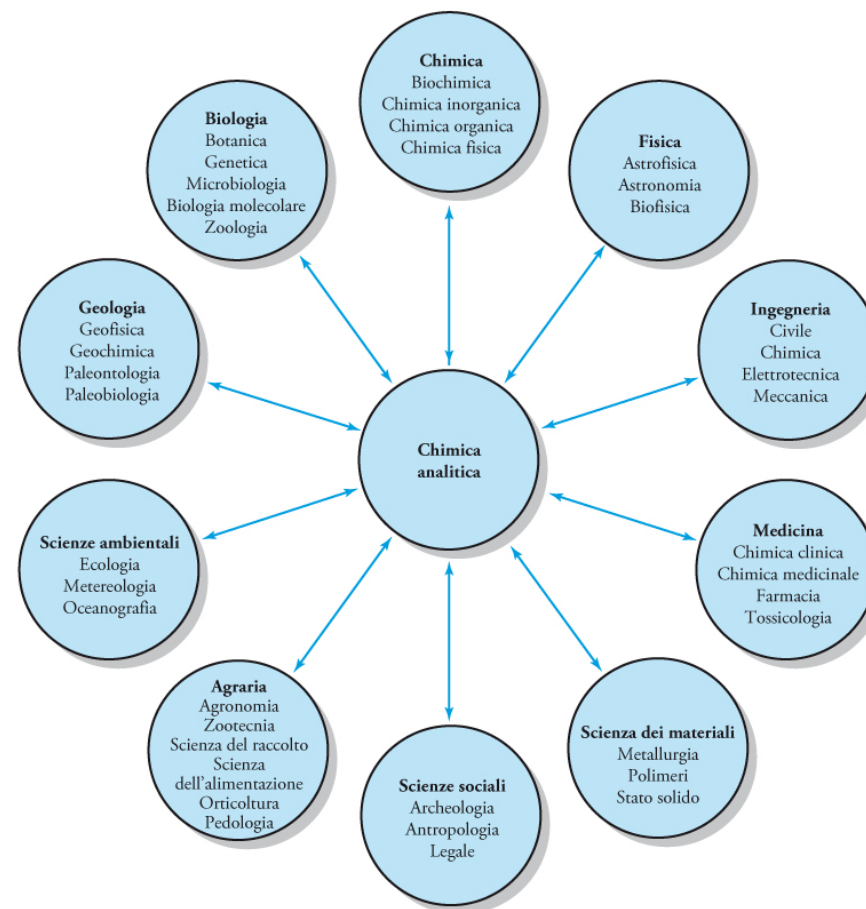 Chimica
Biochimica
Chimica inorganica
Chimica organica
Chimica fisica
Fisica
Astrofisica
Astronomia
Biofisica
Ingegneria
Civile
Chimica
Elettrotecnica
Meccanica
Medicina
Chimica clinica
Chimica medicinale
Farmacia
Tossicologia
Scienza dei materiali
Metallurgia
Polimeri
Stato solido
Scienze sociali
Archeologia
Antropologia
Legale
Agraria
Agronomia
Zootecnia
Scienza del raccolto
Scienza
dell'alimentazione
Orticoltura
Pedologia
Scienze ambientali
Ecologia
Metereologia
Oceanografia
Geologia
Geofisica
Geochimica
Paleontologia
Paleobiologia
Biologia
Botanica
Genetica
Microbiologia
Biologia molecolare
Zoologia
Chimica
analitica